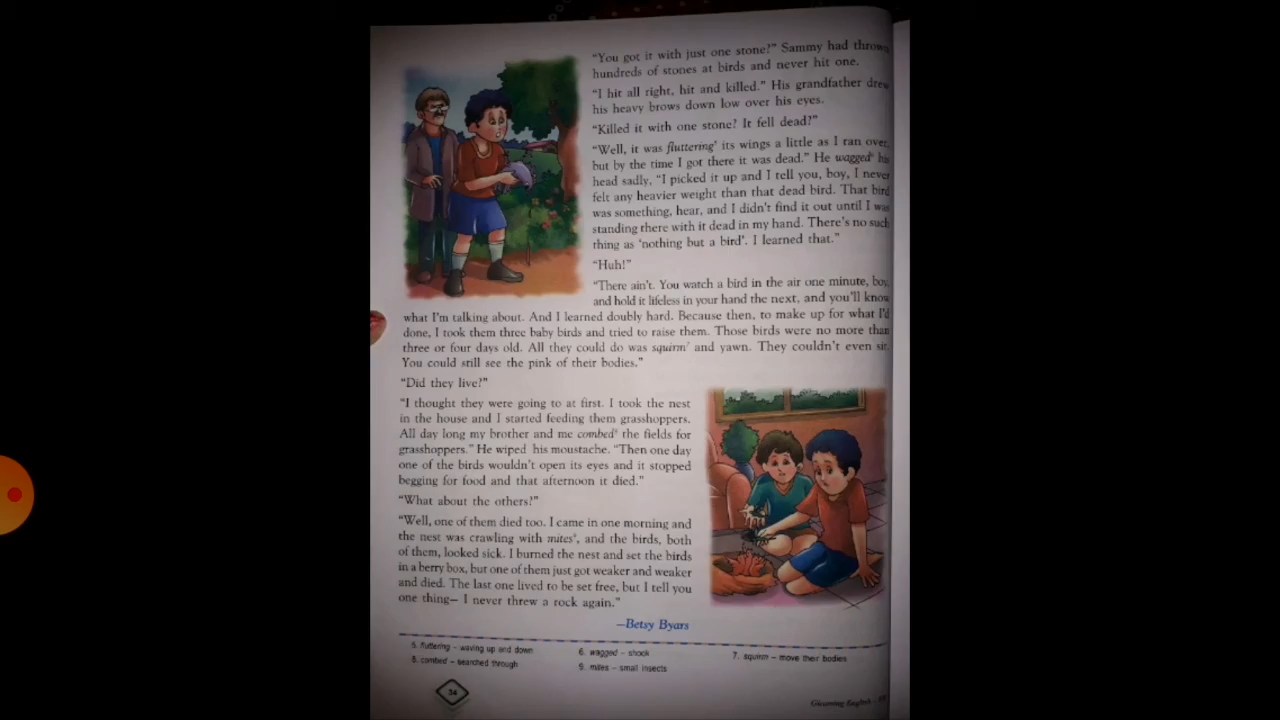 “You got it with just one stone?” Sammy had thrown
hundreds of stones at birds and never hit one.
“I hit all right, hit and killed.” His grandfather drew
his heavy brows down low over his eyes.
“Killed it with one stone? It fell dead?”
“Well, it was fluttering⁵ its wings a little as I ran over,
but by the time I got there it was dead.” He wagged⁶ his
head sadly, “I picked it up and I tell you, boy, I never
felt any heavier weight than that dead bird. That bird
was something, hear, and I didn’t find it out until I was
standing there with it dead in my hand. There’s no such
thing as ‘nothing but a bird’. I learned that.”
“Huh!”
“There ain’t. You watch a bird in the air one minute, boy,
and hold it lifeless in your hand the next, and you’ll know
what I’m talking about. And I learned doubly hard. Because then, to make up for what I’d
done, I took them three baby birds and tried to raise them. Those birds were no more than
three or four days old. All they could do was squirm⁷ and yawn. They couldn’t even sit.
You could still see the pink of their bodies.”
“Did they live?”
“I thought they were going to at first. I took the nest
in the house and I started feeding them grasshoppers.
All day long my brother and me combed⁸ the fields for
grasshoppers.” He wiped his moustache. “Then one day
one of the birds wouldn’t open its eyes and it stopped
begging for food and that afternoon it died.”
“What about the others?”
“Well, one of them died too. I came in one morning and
the nest was crawling with mites⁹, and the birds, both
of them, looked sick. I burned the nest and set the birds
in a berry box, but one of them just got weaker and weaker
and died. The last one lived to be set free, but I tell you
one thing— I never threw a rock again.”
—Betsy Byars
5. fluttering – waving up and down
6. wagged – shook
7. squirm – move their bodies
8. combed – searched through
9. mites – small insects
34
Gleaming English -